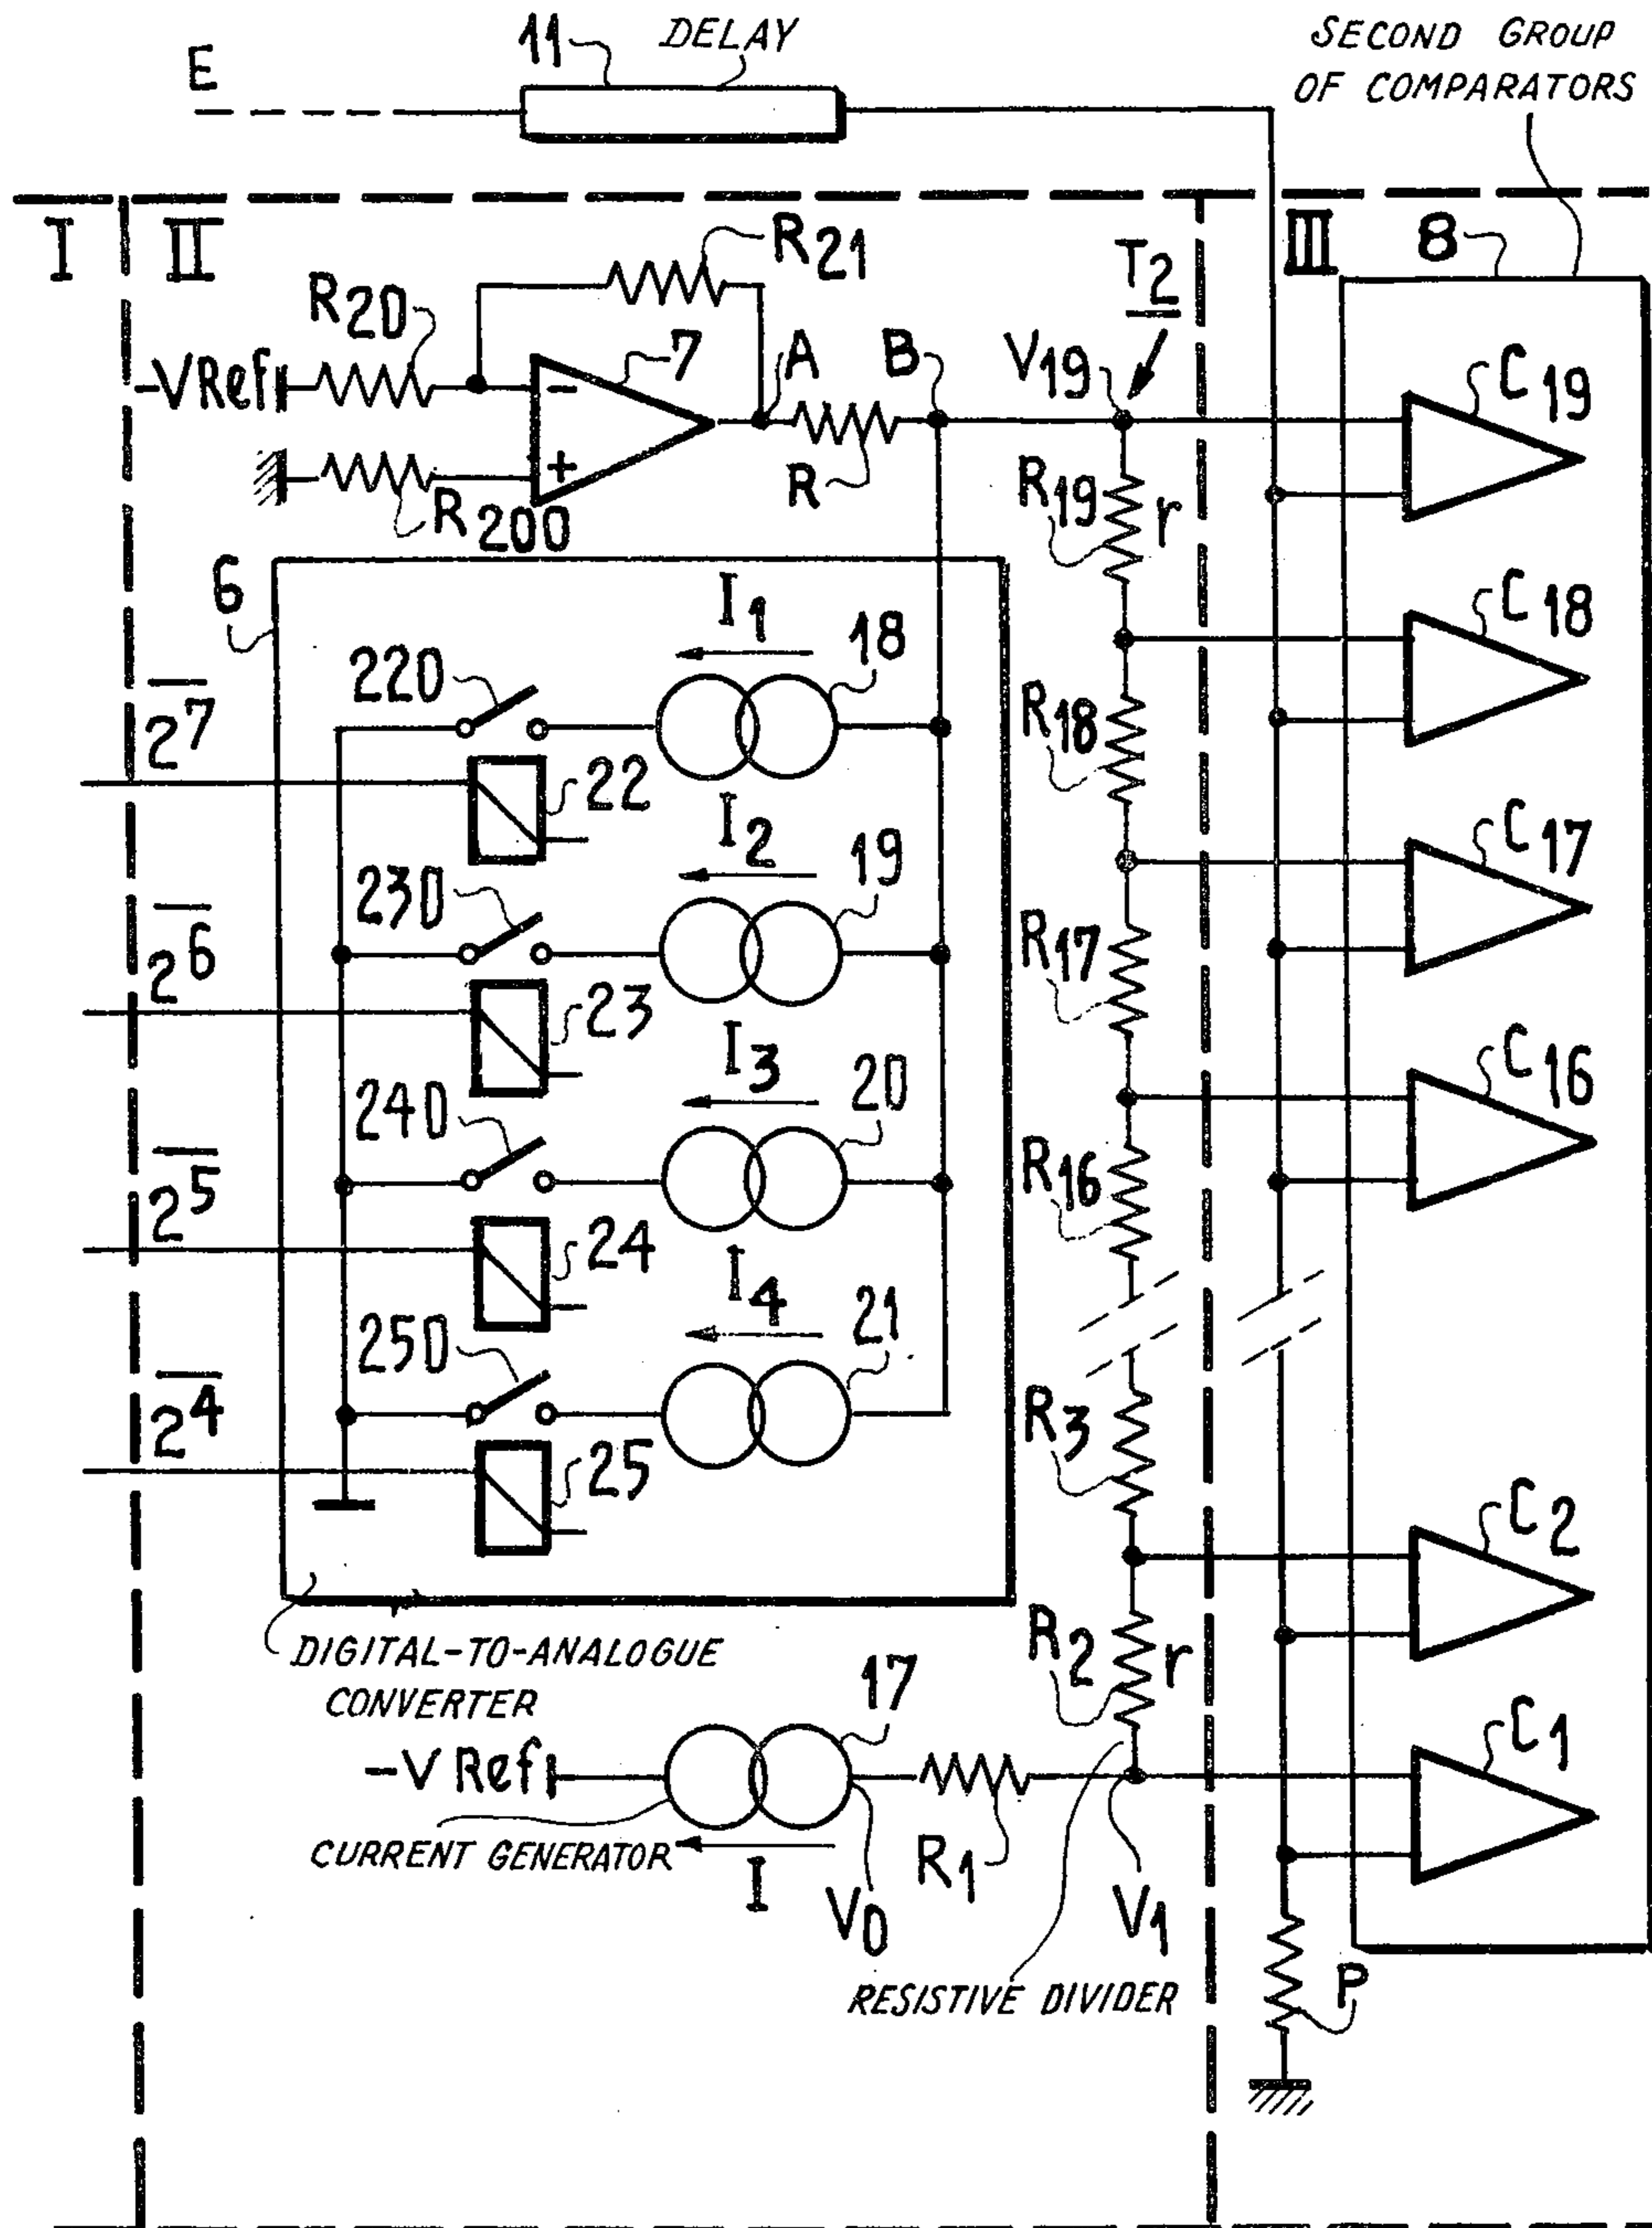 11 DELAY
SECOND GROUP
OF COMPARATORS
E
I II III
8
R21
T2
R20
7 A B V19
-VRef
C19
R
R19 r
R200
6
I1
18
C18
220
2̅⁷
R18
22
I2
19
C17
230
2̅⁶
R17
23
I3
20
C16
240
2̅⁵
R16
24
I4
21
250
2̅⁴
R3
25
C2
R2 r
DIGITAL-TO-ANALOGUE
CONVERTER
17
C1
-V Ref
CURRENT GENERATOR
R1
I V0 V1
RESISTIVE DIVIDER
P